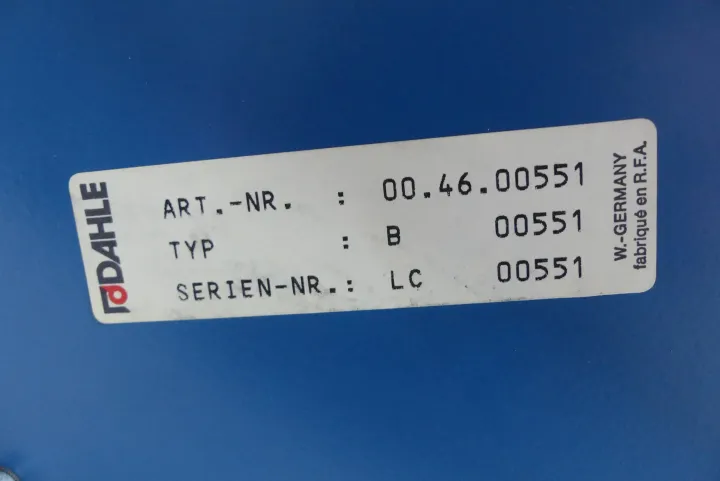 DAHLE
ART.-NR. : 00.46.00551
TYP : B 00551
SERIEN-NR.: LC 00551
W.-GERMANY
fabriqué en R.F.A.